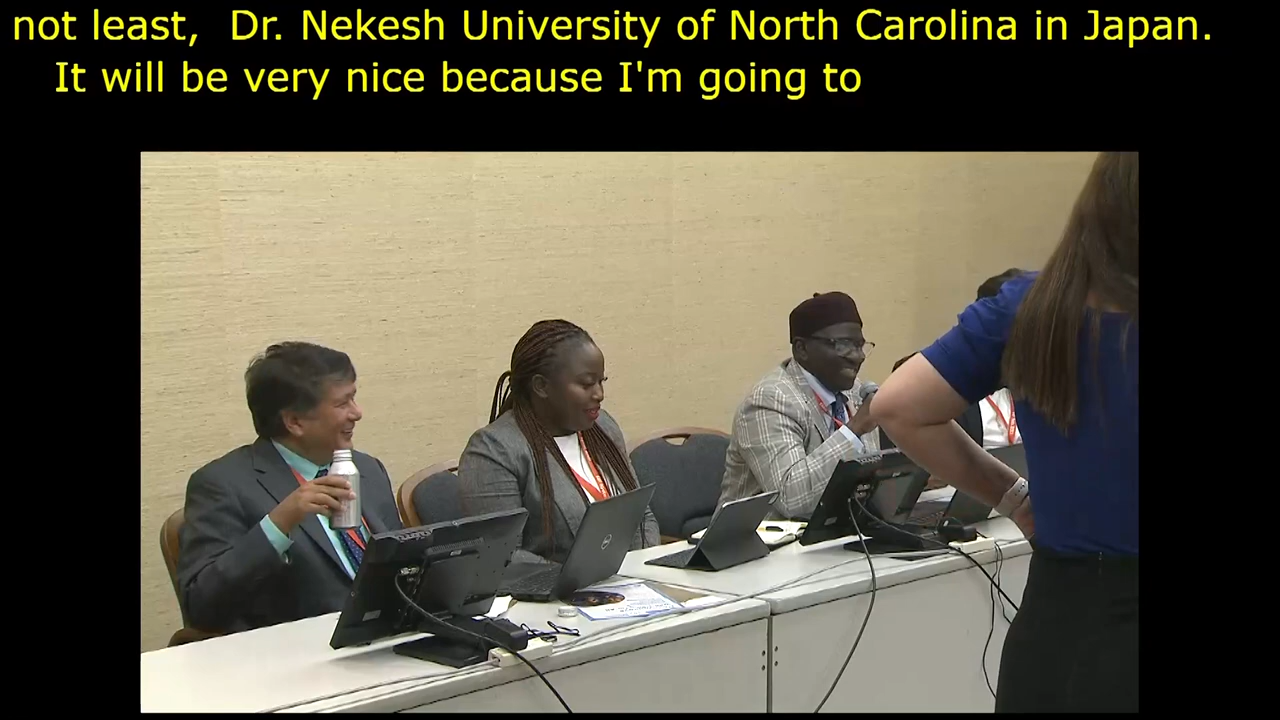 not least, Dr. Nekesh University of North Carolina in Japan.
It will be very nice because I'm going to